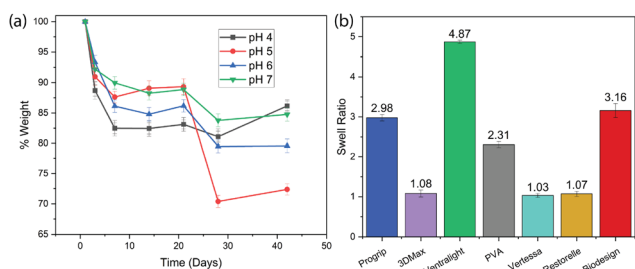 (a)
100
95
90
85
80
75
70
65
% Weight
0
10
20
30
40
50
Time (Days)
pH 4
pH 5
pH 6
pH 7
(b)
5
4
3
2
1
0
Swell Ratio
2.98
1.08
4.87
2.31
1.03
1.07
3.16
Progrip
3DMax
Ventralight
PVA
Vertessa
Restorelle
Biodesign